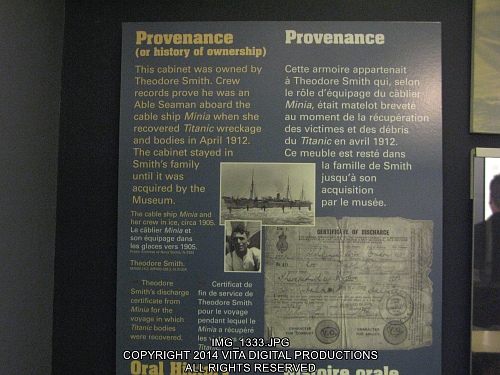 Provenance
(or history of ownership)
This cabinet was owned by
Theodore Smith. Crew
records prove he was an
Able Seaman aboard the
cable ship Minia when she
recovered Titanic wreckage
and bodies in April 1912.
The cabinet stayed in
Smith's family
until it was
acquired by the
Museum.
Provenance
Cette armoire appartenait
à Theodore Smith qui, selon
le rôle d'équipage du câblier
Minia, était matelot breveté
au moment de la récupération
des victimes et des débris
du Titanic en avril 1912.
Ce meuble est resté dans
la famille de Smith
jusqu'à son
acquisition
par le musée.
The cable ship Minia and
her crew in ice, circa 1905.
Le câblier Minia et
son équipage dans
les glaces vers 1905.
Theodore Smith.
Theodore
Smith's discharge
certificate from
Minia for the
voyage in which
Titanic bodies
were recovered.
Certificat de
fin de service de
Theodore Smith
pour le voyage
pendant lequel le
Minia a récupéré
CERTIFICATE OF DISCHARGE
Oral
histoire orale
IMG_1333.JPG
COPYRIGHT 2014 VITA DIGITAL PRODUCTIONS
ALL RIGHTS RESERVED